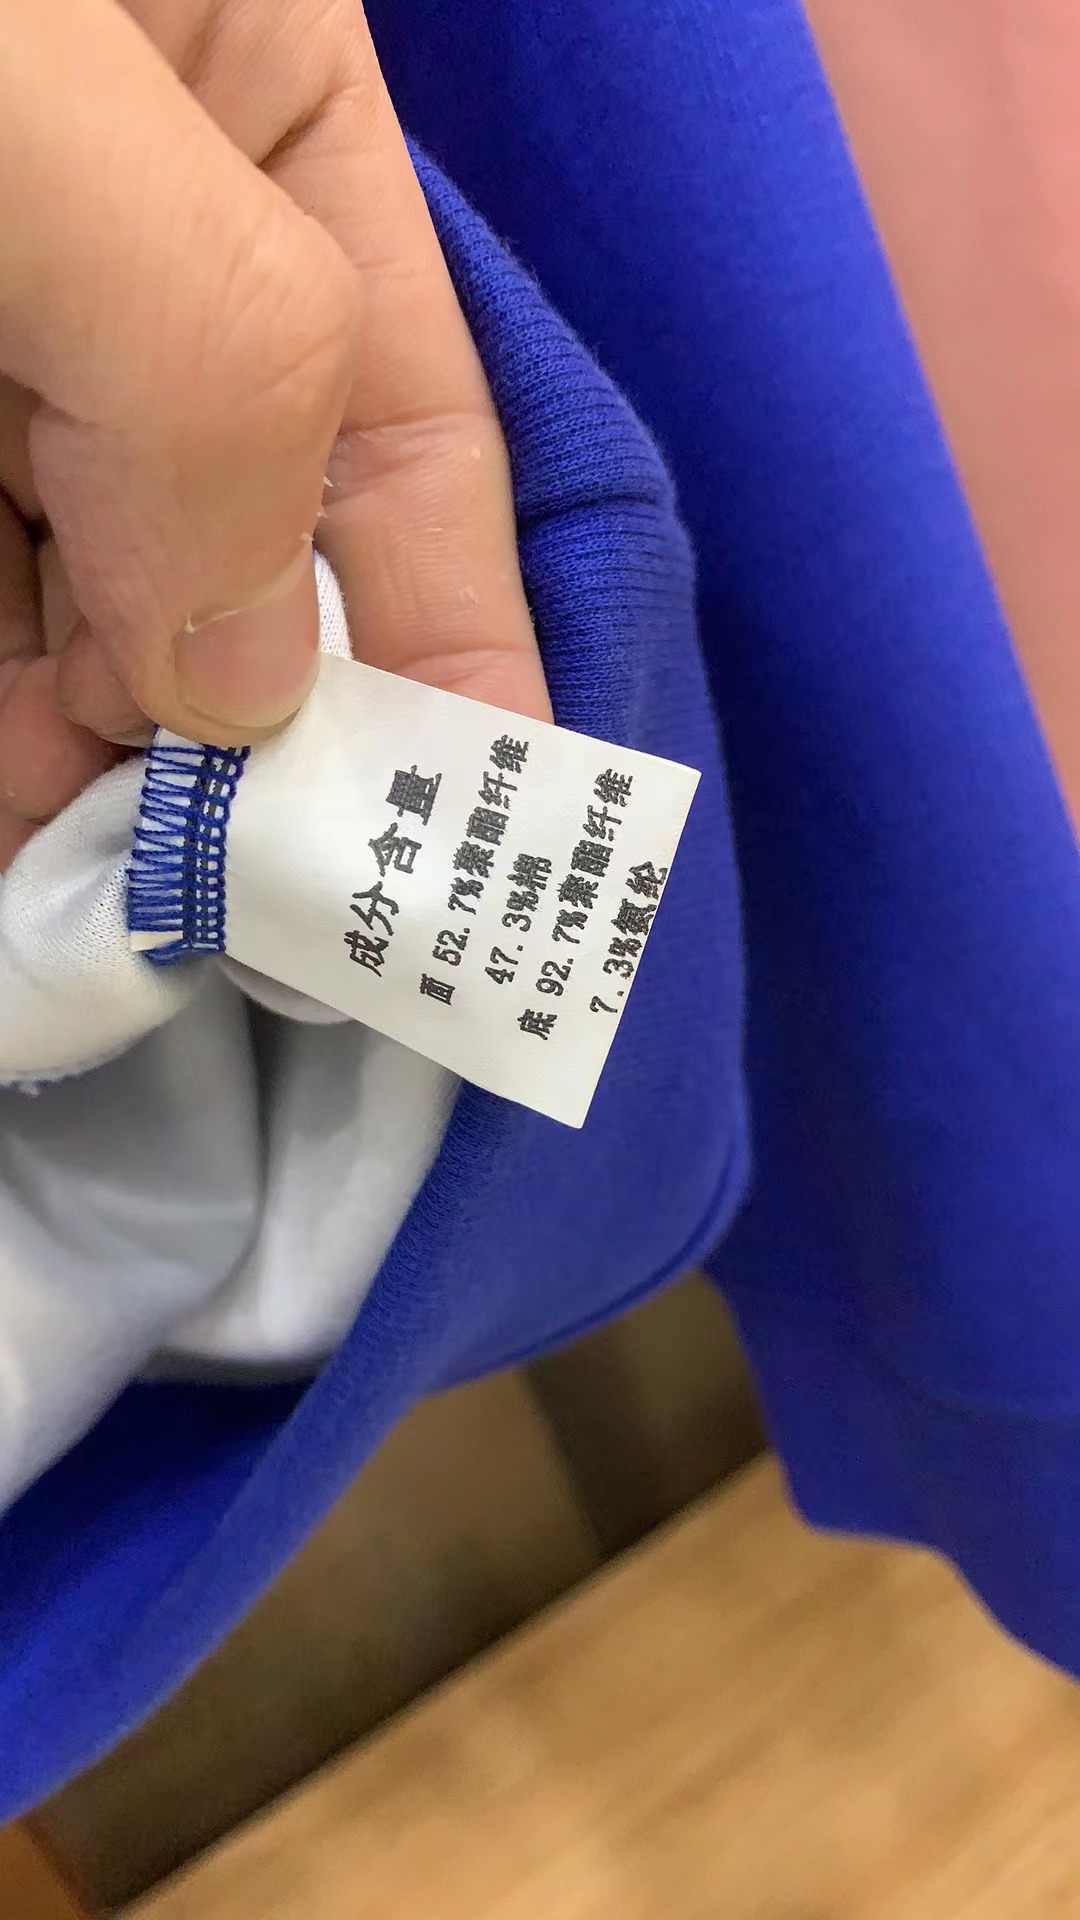 成分含量
面 52.7%聚酯纤维
47.3%棉
底 92.7%聚酯纤维
7.3%氨纶